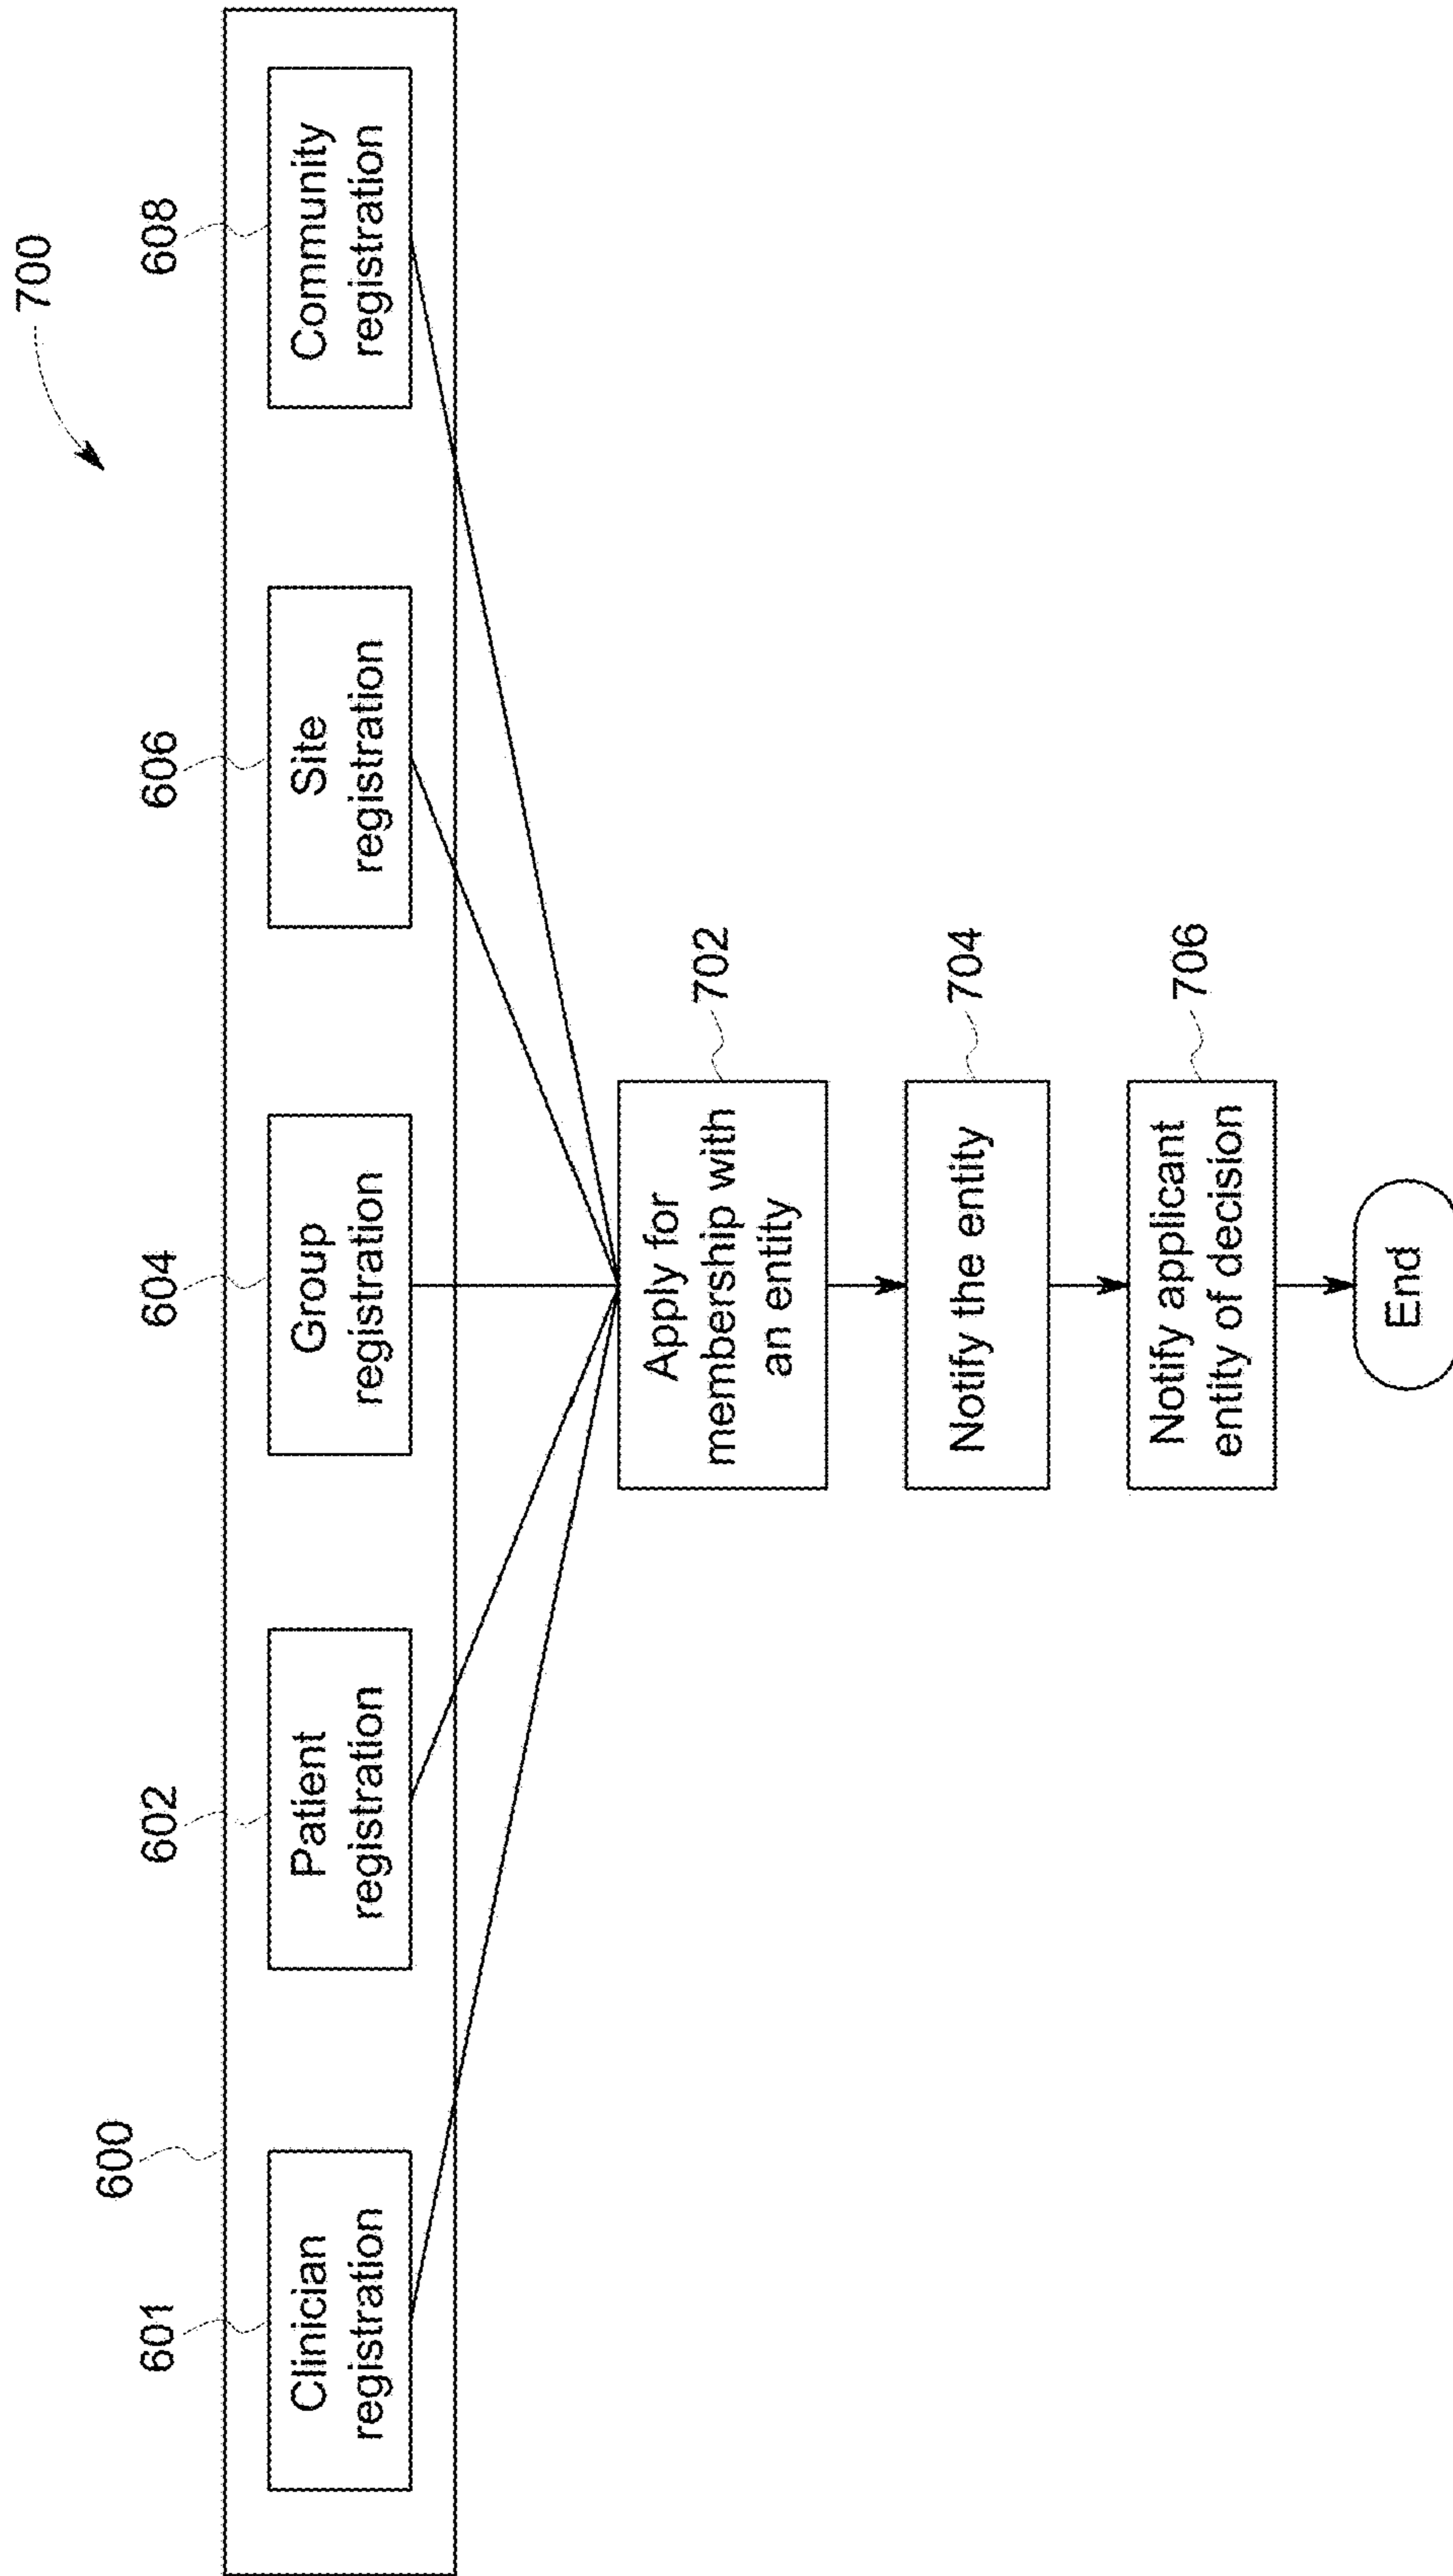 700
600
601
602
604
606
608
Clinician
registration
Patient
registration
Group
registration
Site
registration
Community
registration
Apply for
membership with
an entity
702
Notify the entity
704
Notify applicant
entity of decision
706
End